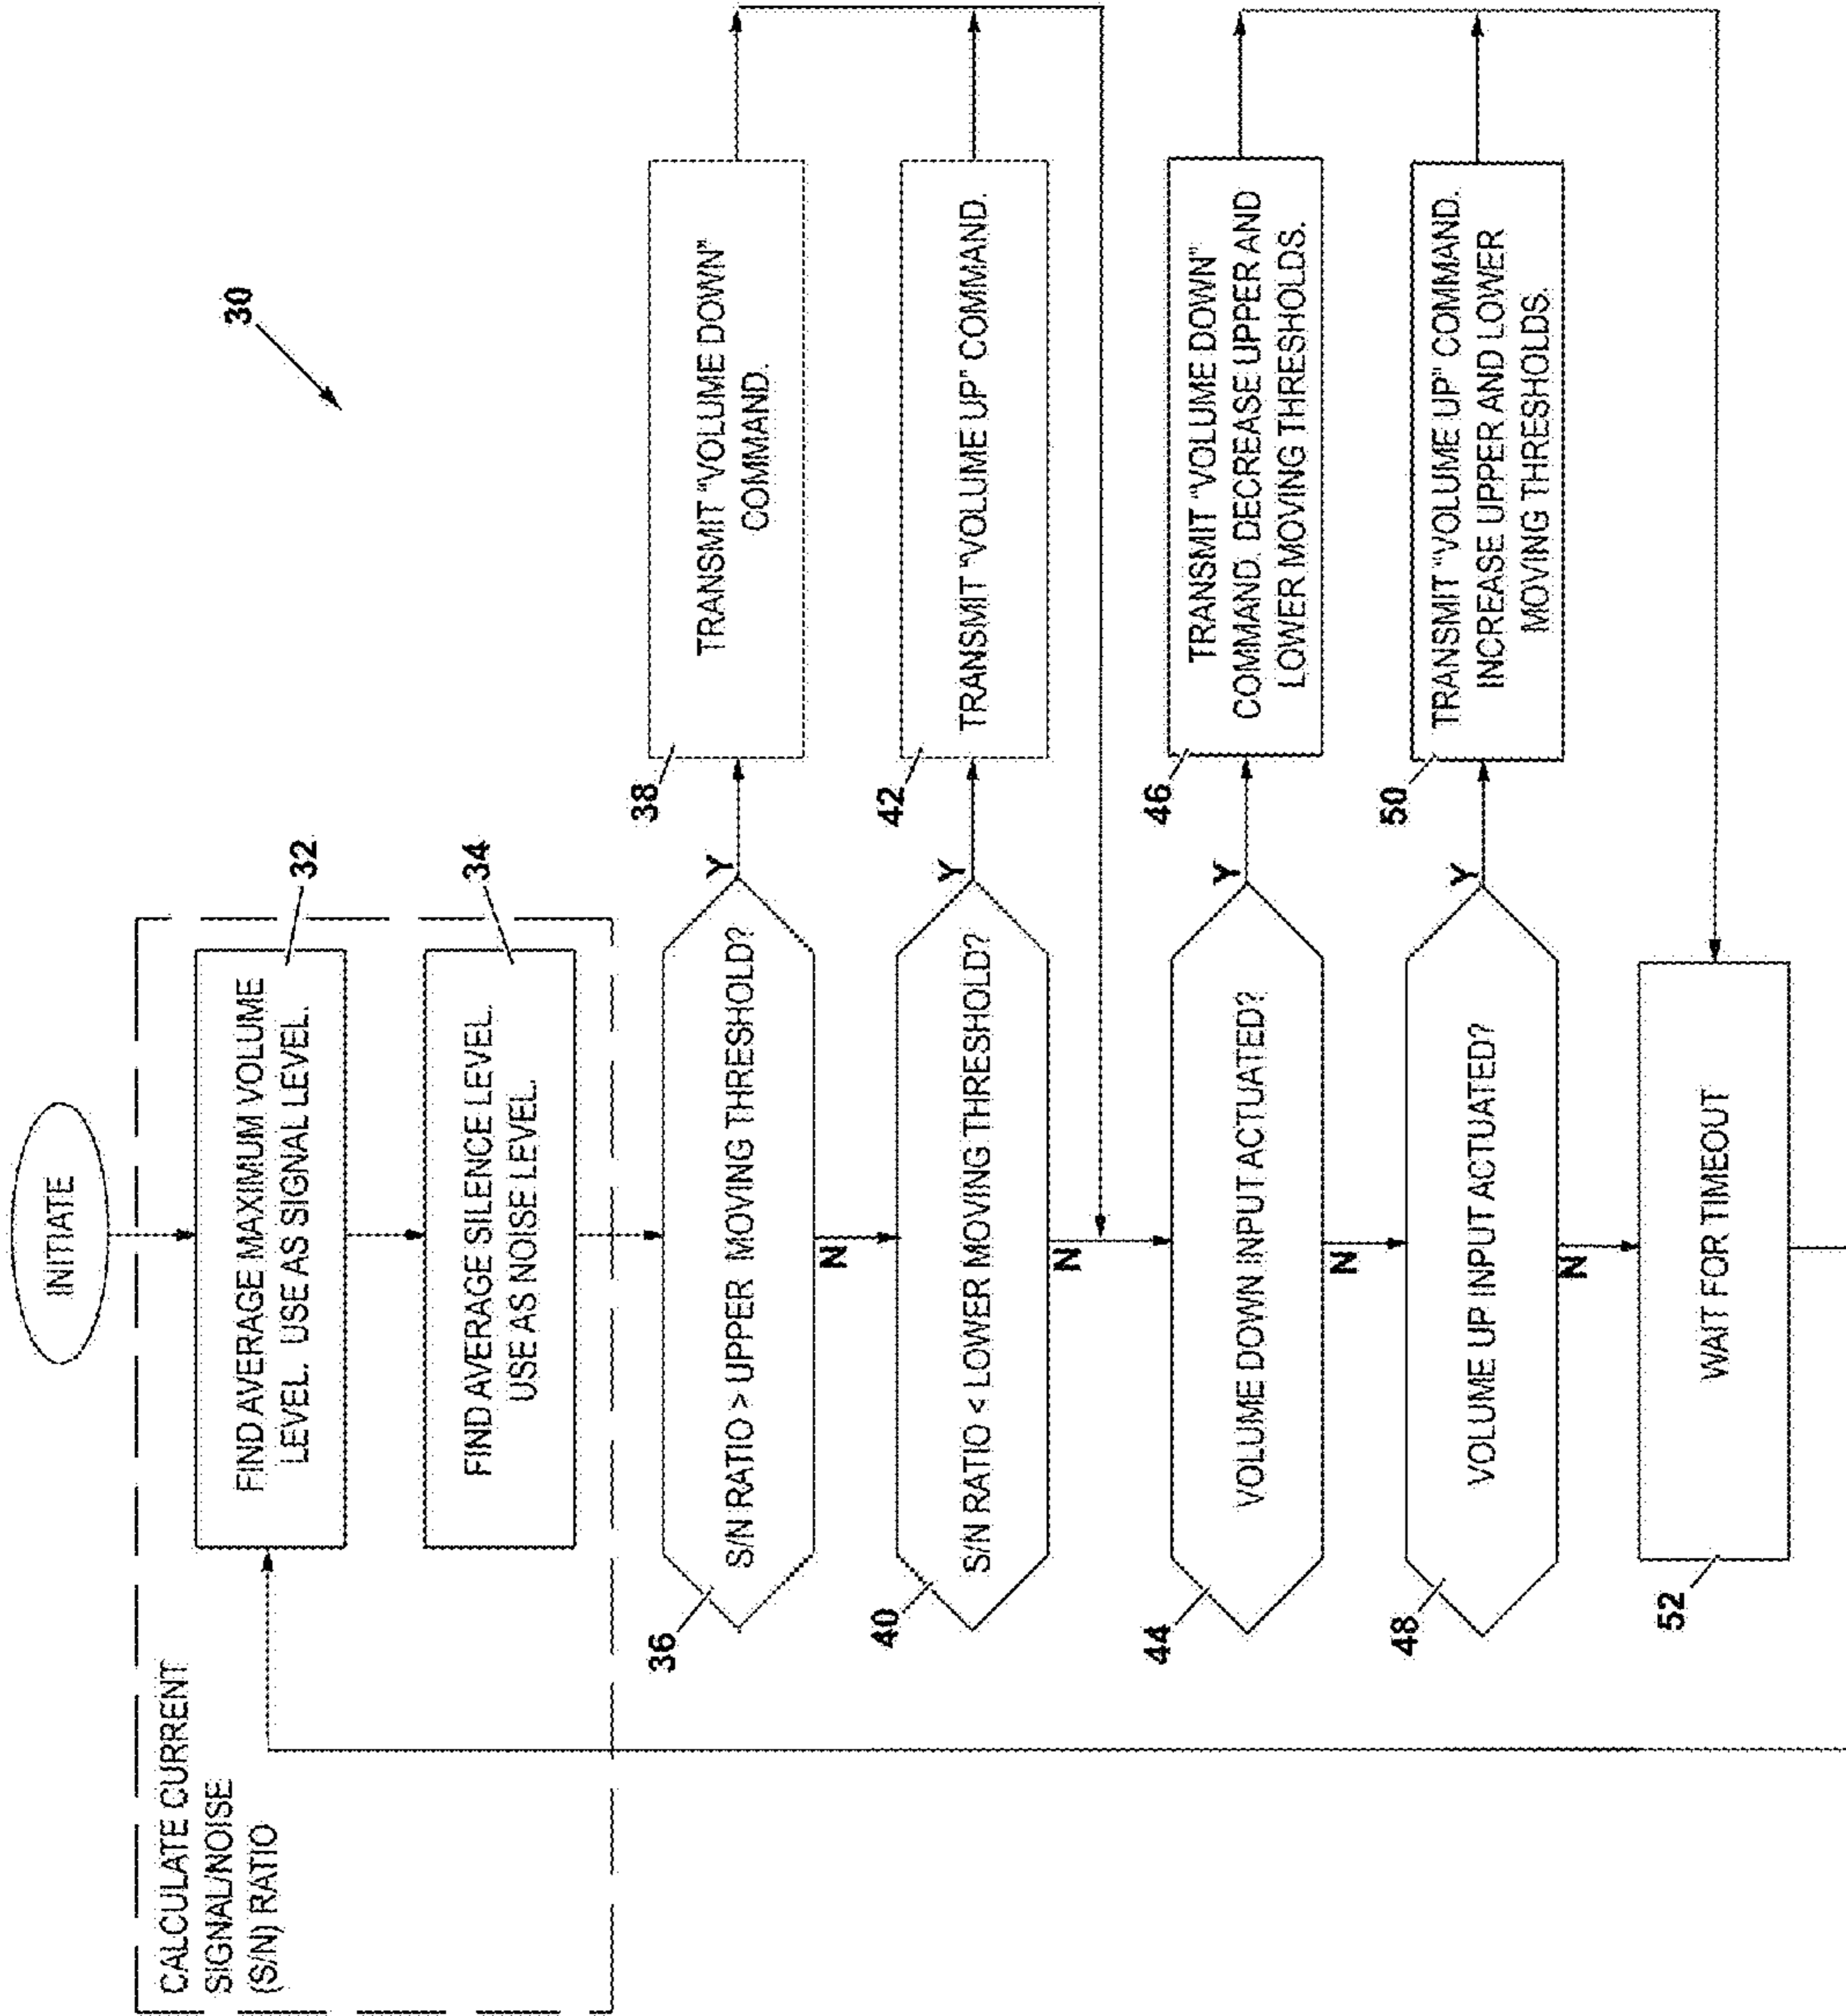 INITIATE
CALCULATE CURRENT
SIGNAL/NOISE
(S/N) RATIO
FIND AVERAGE MAXIMUM VOLUME
LEVEL. USE AS SIGNAL LEVEL.
32
FIND AVERAGE SILENCE LEVEL.
USE AS NOISE LEVEL.
34
30
36
S/N RATIO > UPPER MOVING THRESHOLD?
Y
N
38
TRANSMIT "VOLUME DOWN"
COMMAND.
40
S/N RATIO < LOWER MOVING THRESHOLD?
Y
N
42
TRANSMIT "VOLUME UP" COMMAND.
44
VOLUME DOWN INPUT ACTUATED?
Y
N
46
TRANSMIT "VOLUME DOWN"
COMMAND. DECREASE UPPER AND
LOWER MOVING THRESHOLDS.
48
VOLUME UP INPUT ACTUATED?
Y
N
50
TRANSMIT "VOLUME UP" COMMAND.
INCREASE UPPER AND LOWER
MOVING THRESHOLDS.
52
WAIT FOR TIMEOUT